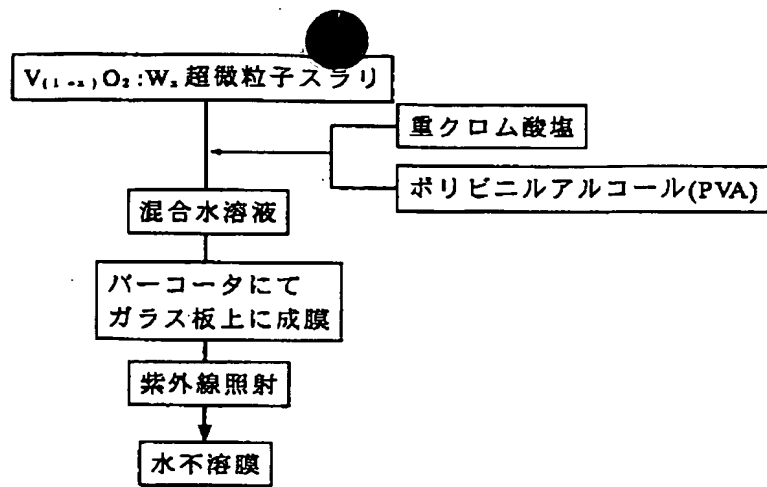 V(1-x)O2:Wx超微粒子スラリ
重クロム酸塩
ポリビニルアルコール(PVA)
混合水溶液
バーコータにて
ガラス板上に成膜
紫外線照射
水不溶膜